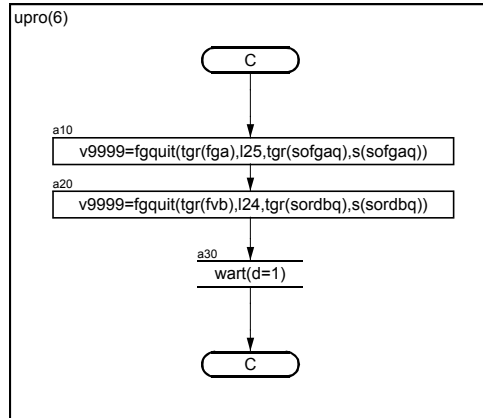 upro(6)
C
a10
v9999=fgquit(tgr(fga),l25,tgr(sofgaq),s(sofgaq))
a20
v9999=fgquit(tgr(fvb),l24,tgr(sordbq),s(sordbq))
a30
wart(d=1)
C